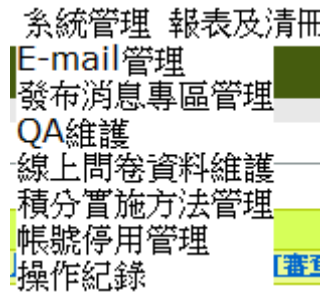 系統管理 報表及清冊
E-mail管理
發布消息專區管理
QA維護
線上問卷資料維護
積分實施方法管理
帳號停用管理
操作紀錄